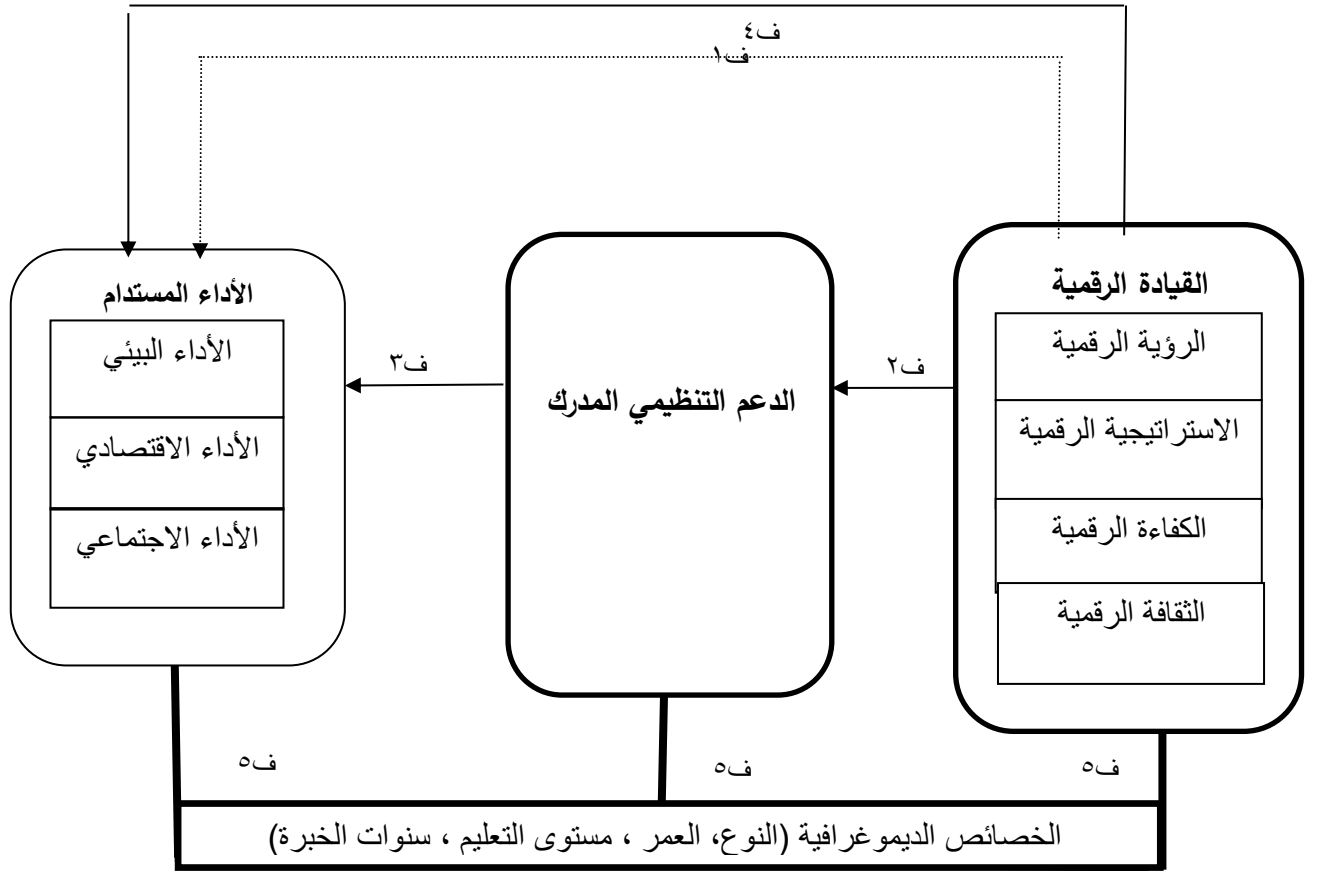 ف٤
ف١
القيادة الرقمية
الرؤية الرقمية
الاستراتيجية الرقمية
الكفاءة الرقمية
الثقافة الرقمية
ف٢
الدعم التنظيمي المدرك
ف٣
الأداء المستدام
الأداء البيئي
الأداء الاقتصادي
الأداء الاجتماعي
ف٥
ف٥
ف٥
الخصائص الديموغرافية (النوع، العمر ، مستوى التعليم ، سنوات الخبرة)